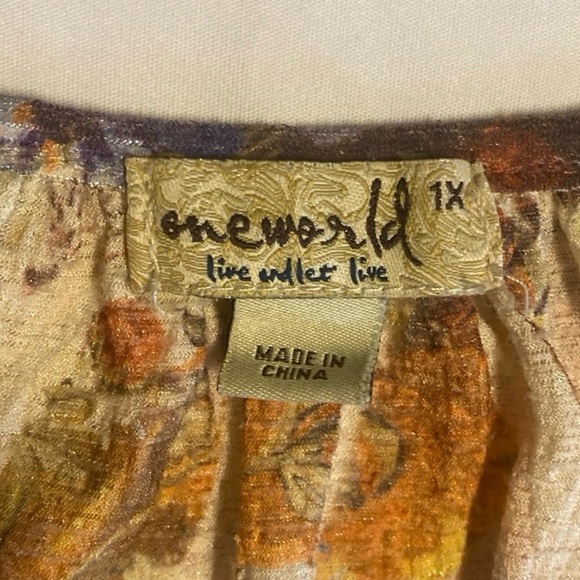 oneworld 1X
live and let live
MADE IN
CHINA